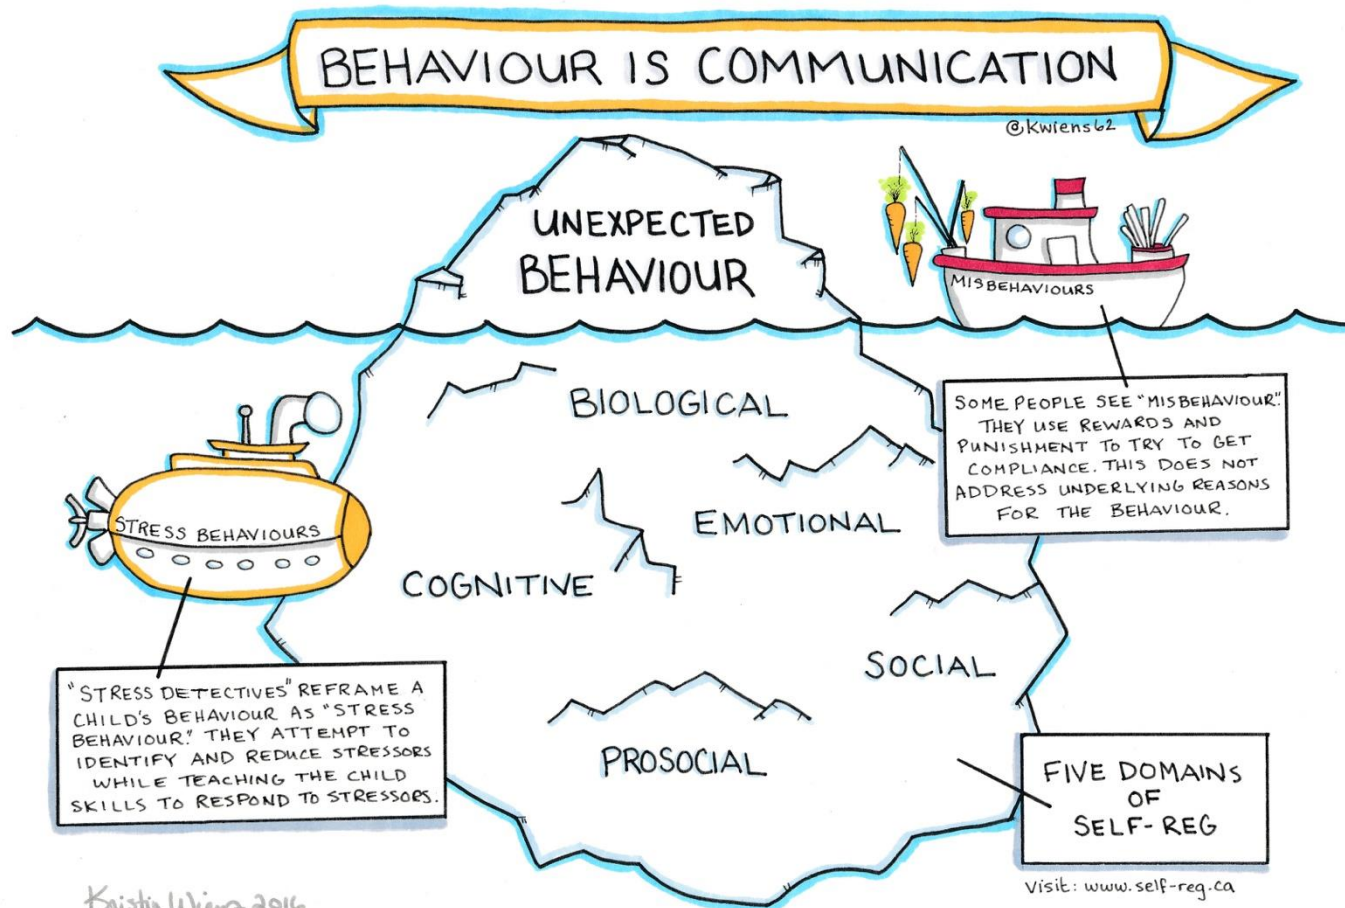 BEHAVIOUR IS COMMUNICATION
@Kwiens62
UNEXPECTED
BEHAVIOUR
MISBEHAVIOURS
BIOLOGICAL
SOME PEOPLE SEE "MISBEHAVIOUR."
THEY USE REWARDS AND
PUNISHMENT TO TRY TO GET
COMPLIANCE. THIS DOES NOT
ADDRESS UNDERLYING REASONS
FOR THE BEHAVIOUR.
EMOTIONAL
STRESS BEHAVIOURS
COGNITIVE
SOCIAL
"STRESS DETECTIVES" REFRAME A
CHILD'S BEHAVIOUR AS "STRESS
BEHAVIOUR." THEY ATTEMPT TO
IDENTIFY AND REDUCE STRESSORS
WHILE TEACHING THE CHILD
SKILLS TO RESPOND TO STRESSORS.
PROSOCIAL
FIVE DOMAINS
OF
SELF-REG
Visit: www.self-reg.ca
Kristin Wiens 2016